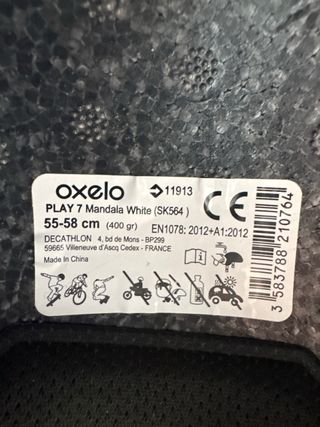 oxelo
11913
CE
PLAY 7 Mandala White (SK564 )
55-58 cm (400 gr)
EN1078: 2012+A1:2012
DECATHLON 4, bd de Mons - BP299
59665 Villeneuve d'Ascq Cedex - FRANCE
Made In China
3 583788 210764